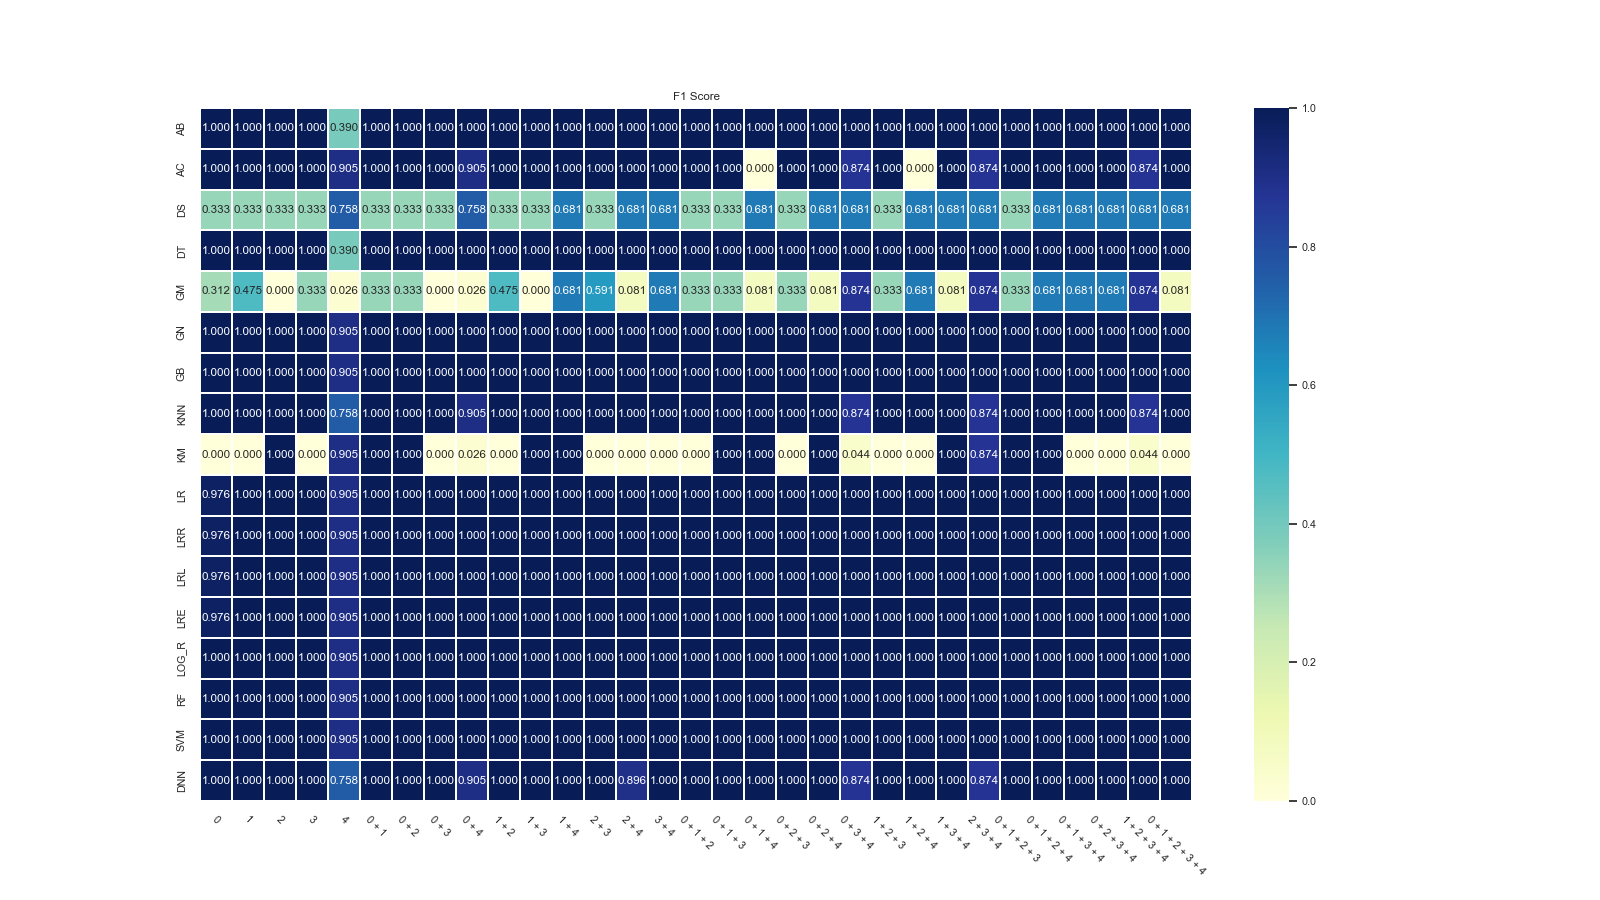 F1 Score
AB 1.000 1.000 1.000 1.000 0.390 1.000 1.000 1.000 1.000 1.000 1.000 1.000 1.000 1.000 1.000 1.000 1.000 1.000 1.000 1.000 1.000 1.000 1.000 1.000 1.000 1.000 1.000 1.000 1.000 1.000 1.000
AC 1.000 1.000 1.000 1.000 0.905 1.000 1.000 1.000 0.905 1.000 1.000 1.000 1.000 1.000 1.000 1.000 1.000 0.000 1.000 1.000 0.874 1.000 0.000 1.000 0.874 1.000 1.000 1.000 1.000 0.874 1.000
DS 0.333 0.333 0.333 0.333 0.758 0.333 0.333 0.333 0.758 0.333 0.333 0.681 0.333 0.681 0.681 0.333 0.333 0.681 0.333 0.681 0.681 0.333 0.681 0.681 0.681 0.333 0.681 0.681 0.681 0.681 0.681
DT 1.000 1.000 1.000 1.000 0.390 1.000 1.000 1.000 1.000 1.000 1.000 1.000 1.000 1.000 1.000 1.000 1.000 1.000 1.000 1.000 1.000 1.000 1.000 1.000 1.000 1.000 1.000 1.000 1.000 1.000 1.000
GM 0.312 0.475 0.000 0.333 0.026 0.333 0.333 0.000 0.026 0.475 0.000 0.681 0.591 0.081 0.681 0.333 0.333 0.081 0.333 0.081 0.874 0.333 0.681 0.081 0.874 0.333 0.681 0.681 0.681 0.874 0.081
GN 1.000 1.000 1.000 1.000 0.905 1.000 1.000 1.000 1.000 1.000 1.000 1.000 1.000 1.000 1.000 1.000 1.000 1.000 1.000 1.000 1.000 1.000 1.000 1.000 1.000 1.000 1.000 1.000 1.000 1.000 1.000
GB 1.000 1.000 1.000 1.000 0.905 1.000 1.000 1.000 1.000 1.000 1.000 1.000 1.000 1.000 1.000 1.000 1.000 1.000 1.000 1.000 1.000 1.000 1.000 1.000 1.000 1.000 1.000 1.000 1.000 1.000 1.000
KNN 1.000 1.000 1.000 1.000 0.758 1.000 1.000 1.000 0.905 1.000 1.000 1.000 1.000 1.000 1.000 1.000 1.000 1.000 1.000 1.000 0.874 1.000 1.000 1.000 0.874 1.000 1.000 1.000 1.000 0.874 1.000
KM 0.000 0.000 1.000 0.000 0.905 1.000 1.000 0.000 0.026 0.000 1.000 1.000 0.000 0.000 0.000 0.000 1.000 1.000 0.000 1.000 0.044 0.000 0.000 1.000 0.874 1.000 1.000 0.000 0.000 0.044 0.000
LR 0.976 1.000 1.000 1.000 0.905 1.000 1.000 1.000 1.000 1.000 1.000 1.000 1.000 1.000 1.000 1.000 1.000 1.000 1.000 1.000 1.000 1.000 1.000 1.000 1.000 1.000 1.000 1.000 1.000 1.000 1.000
LRR 0.976 1.000 1.000 1.000 0.905 1.000 1.000 1.000 1.000 1.000 1.000 1.000 1.000 1.000 1.000 1.000 1.000 1.000 1.000 1.000 1.000 1.000 1.000 1.000 1.000 1.000 1.000 1.000 1.000 1.000 1.000
LRL 0.976 1.000 1.000 1.000 0.905 1.000 1.000 1.000 1.000 1.000 1.000 1.000 1.000 1.000 1.000 1.000 1.000 1.000 1.000 1.000 1.000 1.000 1.000 1.000 1.000 1.000 1.000 1.000 1.000 1.000 1.000
LRE 0.976 1.000 1.000 1.000 0.905 1.000 1.000 1.000 1.000 1.000 1.000 1.000 1.000 1.000 1.000 1.000 1.000 1.000 1.000 1.000 1.000 1.000 1.000 1.000 1.000 1.000 1.000 1.000 1.000 1.000 1.000
LOG_R 1.000 1.000 1.000 1.000 0.905 1.000 1.000 1.000 1.000 1.000 1.000 1.000 1.000 1.000 1.000 1.000 1.000 1.000 1.000 1.000 1.000 1.000 1.000 1.000 1.000 1.000 1.000 1.000 1.000 1.000 1.000
RF 1.000 1.000 1.000 1.000 0.905 1.000 1.000 1.000 1.000 1.000 1.000 1.000 1.000 1.000 1.000 1.000 1.000 1.000 1.000 1.000 1.000 1.000 1.000 1.000 1.000 1.000 1.000 1.000 1.000 1.000 1.000
SVM 1.000 1.000 1.000 1.000 0.905 1.000 1.000 1.000 1.000 1.000 1.000 1.000 1.000 1.000 1.000 1.000 1.000 1.000 1.000 1.000 1.000 1.000 1.000 1.000 1.000 1.000 1.000 1.000 1.000 1.000 1.000
DNN 1.000 1.000 1.000 1.000 0.758 1.000 1.000 1.000 0.905 1.000 1.000 1.000 1.000 0.896 1.000 1.000 1.000 1.000 1.000 1.000 0.874 1.000 1.000 1.000 0.874 1.000 1.000 1.000 1.000 1.000 1.000
0
1
2
3
4
0 + 1
0 + 2
0 + 3
0 + 4
1 + 2
1 + 3
1 + 4
2 + 3
2 + 4
3 + 4
0 + 1 + 2
0 + 1 + 3
0 + 1 + 4
0 + 2 + 3
0 + 2 + 4
0 + 3 + 4
1 + 2 + 3
1 + 2 + 4
1 + 3 + 4
2 + 3 + 4
0 + 1 + 2 + 3
0 + 1 + 2 + 4
0 + 1 + 3 + 4
0 + 2 + 3 + 4
1 + 2 + 3 + 4
0 + 1 + 2 + 3 + 4
1.0
0.8
0.6
0.4
0.2
0.0